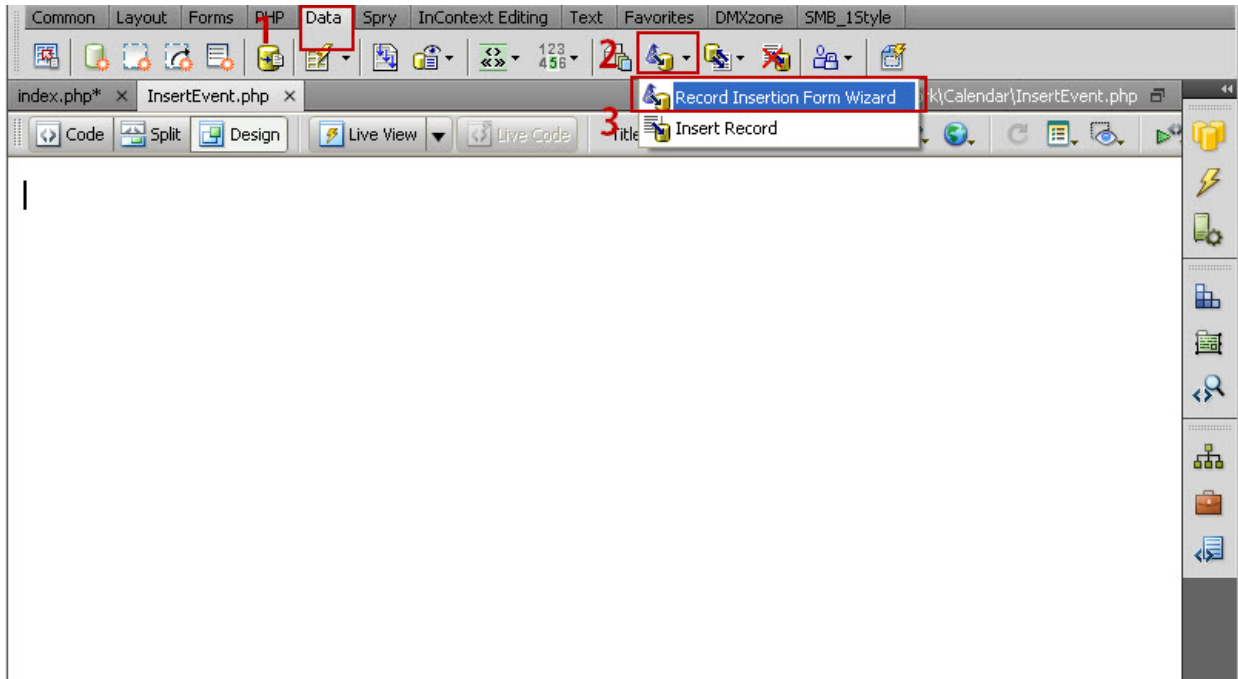 Common Layout Forms PHP Data Spry InContext Editing Text Favorites DMXzone SMB_1Style
1
2
123
456
index.php* × InsertEvent.php ×
Record Insertion Form Wizard
k\Calendar\InsertEvent.php
Code Split Design Live View Live Code
3
Title
Insert Record